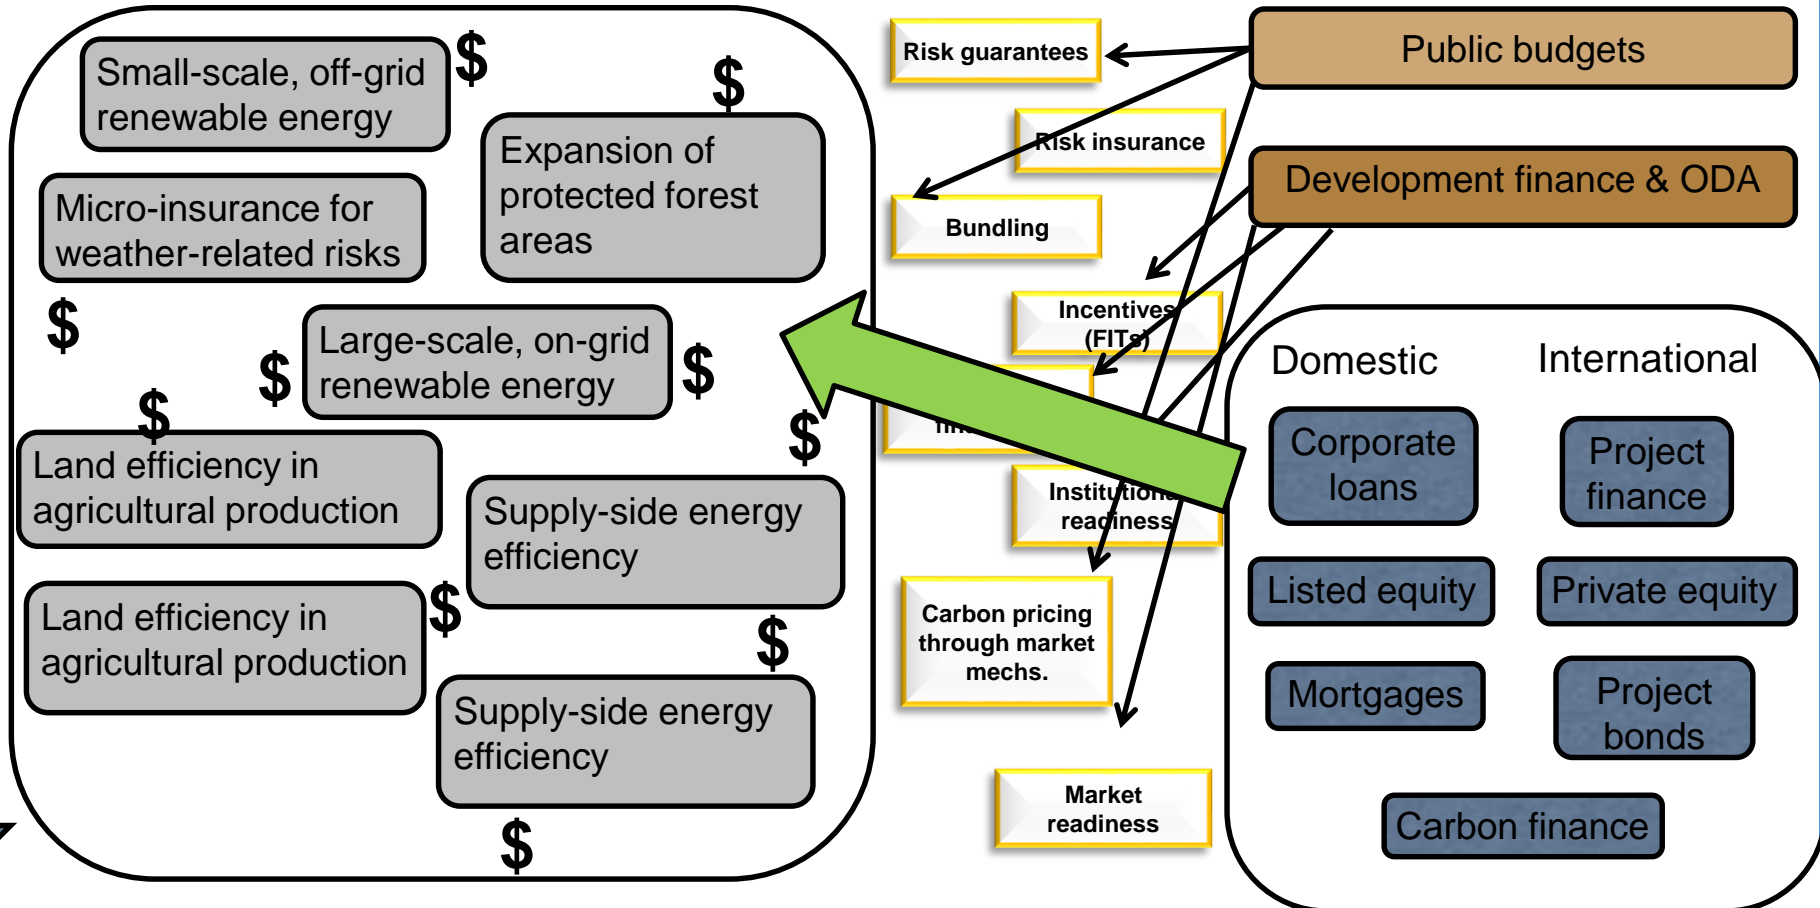 Small-scale, off-grid
renewable energy
$
$
Expansion of
protected forest
areas
Micro-insurance for
weather-related risks
$
Large-scale, on-grid
renewable energy
$
$
$
$
Land efficiency in
agricultural production
Supply-side energy
efficiency
Land efficiency in
agricultural production
$
$
Supply-side energy
efficiency
$
Risk guarantees
Risk insurance
Bundling
Incentives
(FITs)
Institutional
readiness
Carbon pricing
through market
mechs.
Market
readiness
Public budgets
Development finance & ODA
Domestic
International
Corporate
loans
Project
finance
Listed equity
Private equity
Mortgages
Project
bonds
Carbon finance